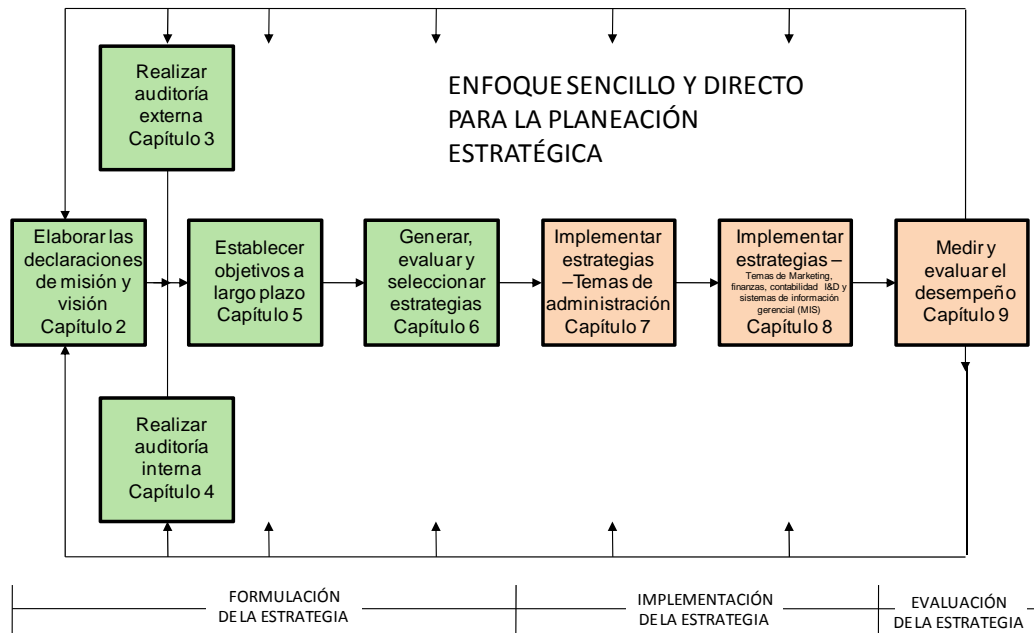 Realizar
auditoría
externa
Capítulo 3
ENFOQUE SENCILLO Y DIRECTO
PARA LA PLANEACIÓN
ESTRATÉGICA
Elaborar las
declaraciones
de misión y
visión
Capítulo 2
Establecer
objetivos a
largo plazo
Capítulo 5
Generar,
evaluar y
seleccionar
estrategias
Capítulo 6
Implementar
estrategias
–Temas de
administración
Capítulo 7
Implementar
estrategias –
Temas de Marketing,
finanzas, contabilidad I&D y
sistemas de información
gerencial (MIS)
Capítulo 8
Medir y
evaluar el
desempeño
Capítulo 9
Realizar
auditoría
interna
Capítulo 4
FORMULACIÓN
DE LA ESTRATEGIA
IMPLEMENTACIÓN
DE LA ESTRATEGIA
EVALUACIÓN
DE LA ESTRATEGIA